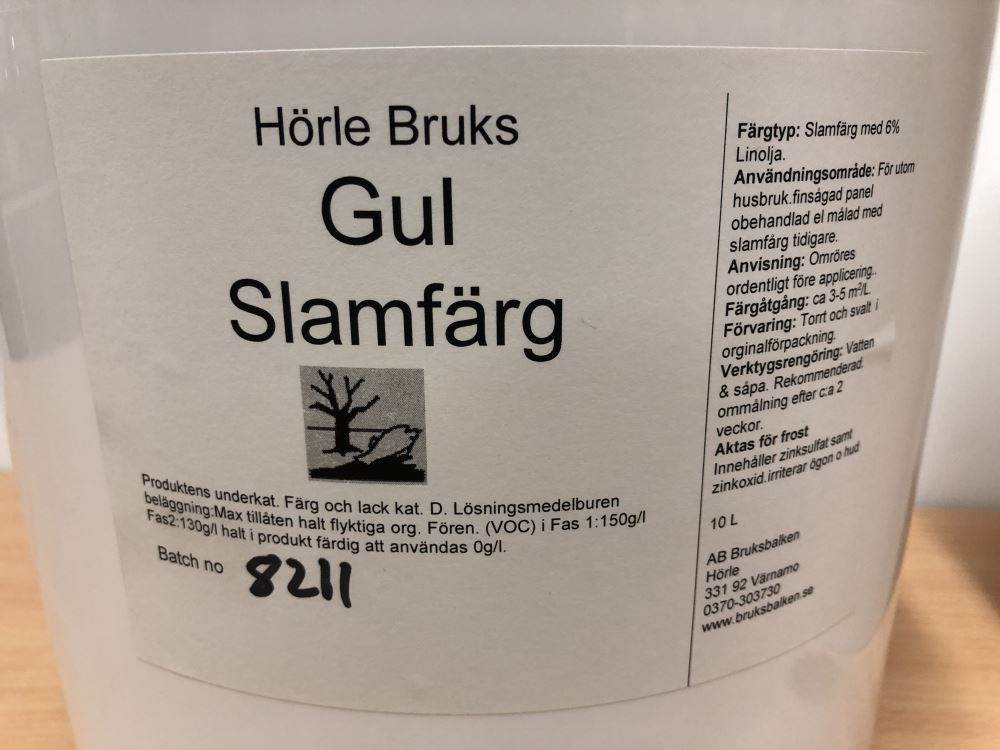 Hörle Bruks
Gul
Slamfärg
Produktens underkat. Färg och lack kat. D. Lösningsmedelburen
beläggning:Max tillåten halt flyktiga org. Fören. (VOC) i Fas 1:150g/l
Fas2:130g/l halt i produkt färdig att användas 0g/l.
Batch no 8211
Färgtyp: Slamfärg med 6%
Linolja.
Användningsområde: För utom
husbruk.finsågad panel
obehandlad el målad med
slamfårg tidigare.
Anvisning: Omröres
ordentligt före applicering..
Färgåtgång: ca 3-5 m²/L
Förvaring: Torrt och svalt i
orginalförpackning.
Verktygsrengöring: Vatten
& såpa. Rekommenderad.
ommålning efter c:a 2
veckor.
Aktas för frost
Innehåller zinksulfat samt
zinkoxid.irriterar ögon o hud
10 L
AB Bruksbalken
Hörle
331 92 Värnamo
0370-303730
www.bruksbalken.se